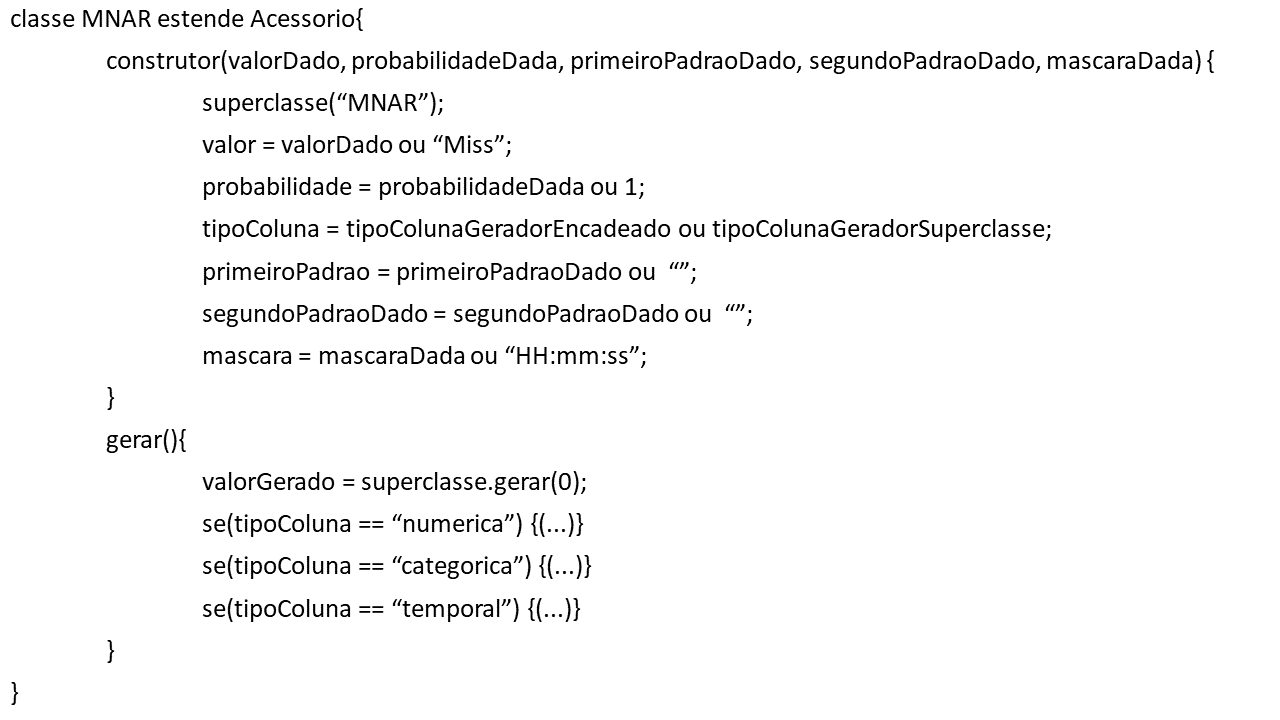 classe MNAR estende Acessorio{
construtor(valorDado, probabilidadeDada, primeiroPadraoDado, segundoPadraoDado, mascaraDada) {
superclasse(“MNAR”);
valor = valorDado ou “Miss”;
probabilidade = probabilidadeDada ou 1;
tipoColuna = tipoColunaGeradorEncadeado ou tipoColunaGeradorSuperclasse;
primeiroPadrao = primeiroPadraoDado ou  “”;
segundoPadraoDado = segundoPadraoDado ou  “”;
mascara = mascaraDada ou “HH:mm:ss”;
}
gerar(){
valorGerado = superclasse.gerar(0);
se(tipoColuna == “numerica”) {(...)}
se(tipoColuna == “categorica”) {(...)}
se(tipoColuna == “temporal”) {(...)}
}
}